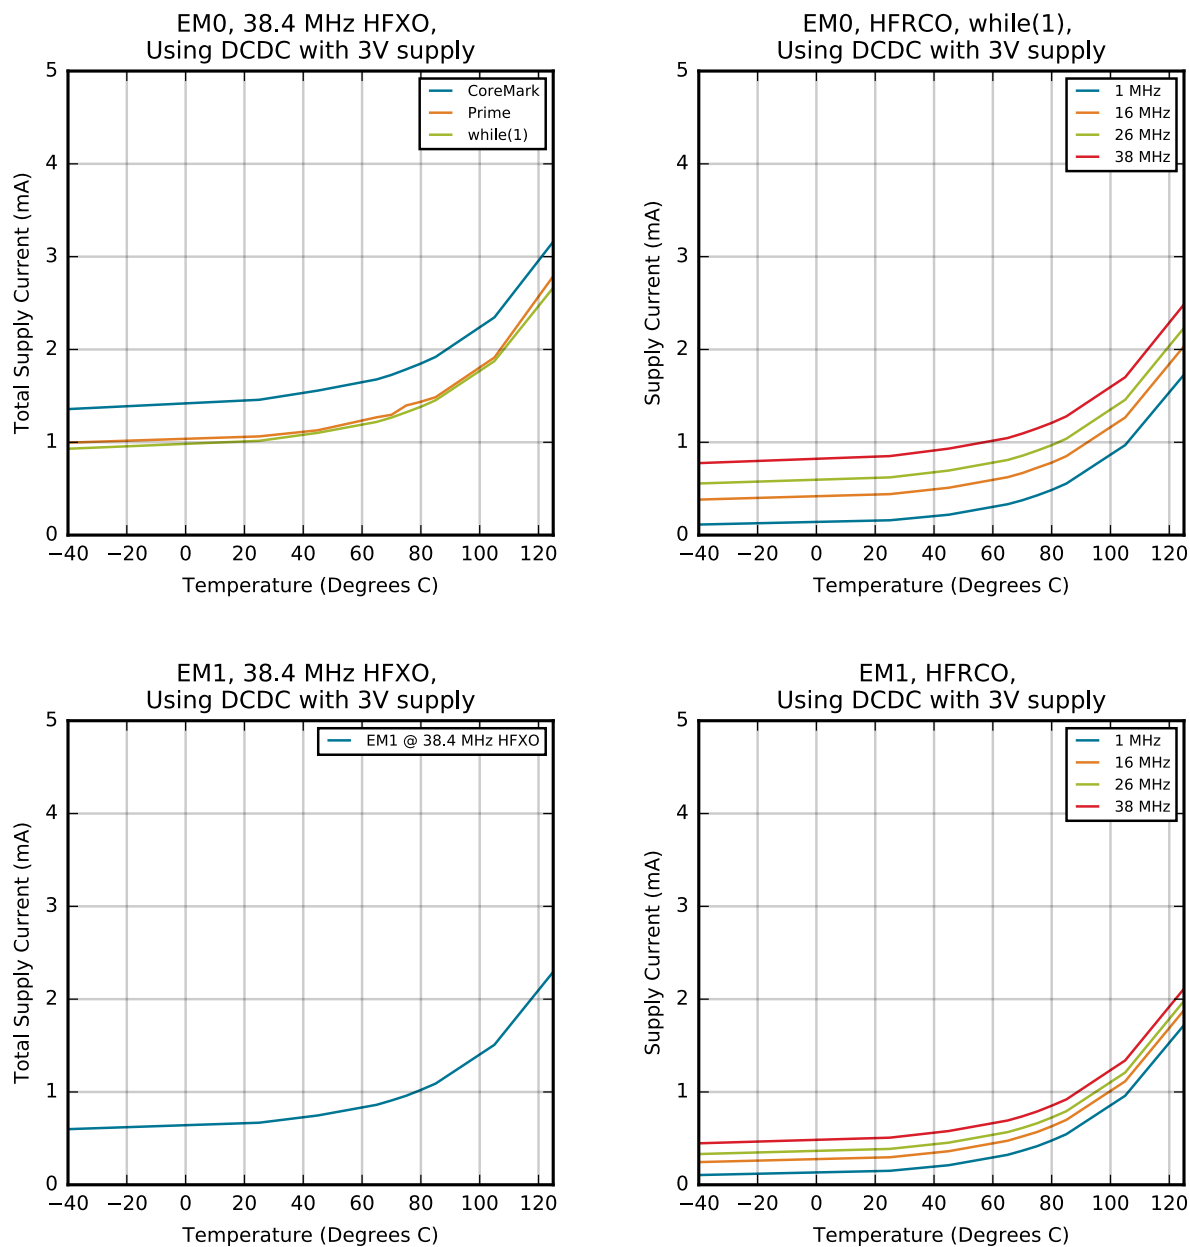 EM0, 38.4 MHz HFXO,
Using DCDC with 3V supply
5
4
3
2
1
0
Total Supply Current (mA)
CoreMark
Prime
while(1)
−40 −20 0 20 40 60 80 100 120
Temperature (Degrees C)
EM0, HFRCO, while(1),
Using DCDC with 3V supply
5
4
3
2
1
0
Supply Current (mA)
1 MHz
16 MHz
26 MHz
38 MHz
−40 −20 0 20 40 60 80 100 120
Temperature (Degrees C)
EM1, 38.4 MHz HFXO,
Using DCDC with 3V supply
5
4
3
2
1
0
Total Supply Current (mA)
EM1 @ 38.4 MHz HFXO
−40 −20 0 20 40 60 80 100 120
Temperature (Degrees C)
EM1, HFRCO,
Using DCDC with 3V supply
5
4
3
2
1
0
Supply Current (mA)
1 MHz
16 MHz
26 MHz
38 MHz
−40 −20 0 20 40 60 80 100 120
Temperature (Degrees C)